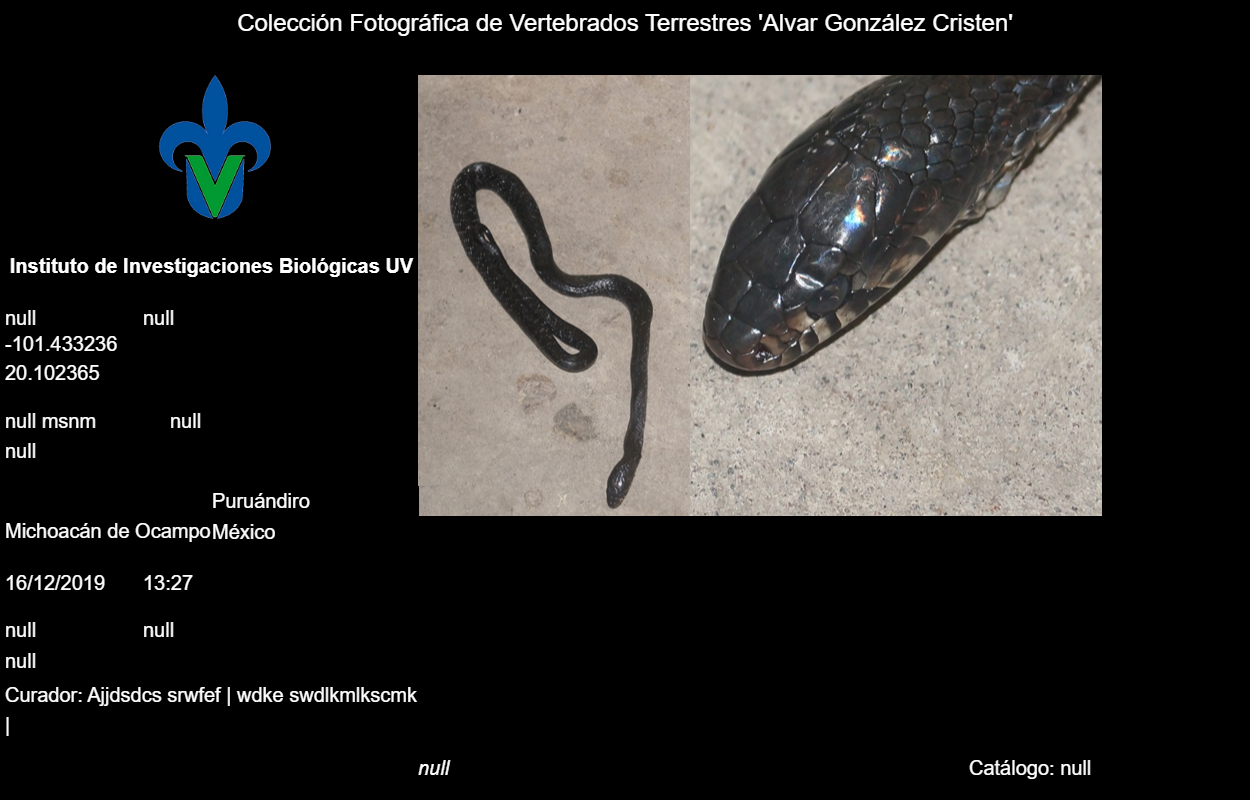 Colección Fotográfica de Vertebrados Terrestres 'Alvar González Cristen'
V
Instituto de Investigaciones Biológicas UV
null null
-101.433236
20.102365
null msnm null
null
Puruándiro
Michoacán de Ocampo México
16/12/2019 13:27
null null
null
Curador: Ajjdsdcs srwfef | wdke swdlkmlkscmk
|
null Catálogo: null